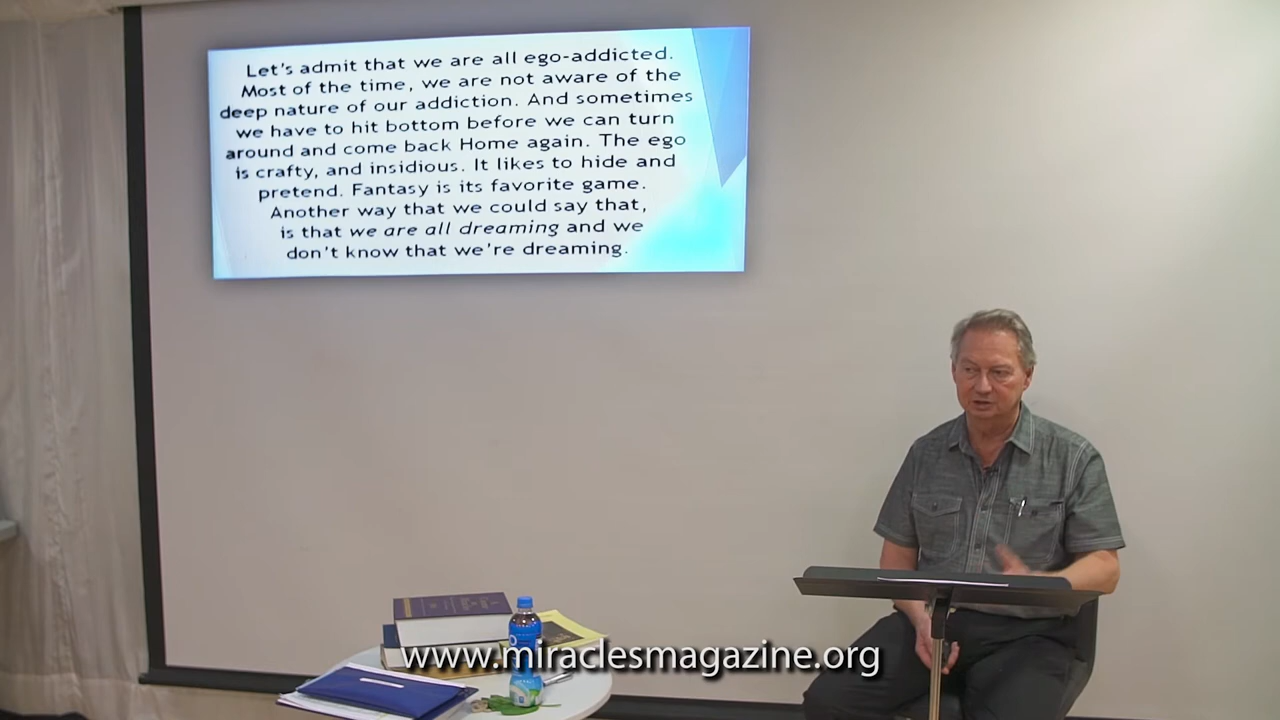 Let's admit that we are all ego-addicted.
Most of the time, we are not aware of the
deep nature of our addiction. And sometimes
we have to hit bottom before we can turn
around and come back Home again. The ego
is crafty, and insidious. It likes to hide and
pretend. Fantasy is its favorite game.
Another way that we could say that,
is that we are all dreaming and we
don't know that we're dreaming.
www.miraclesmagazine.org